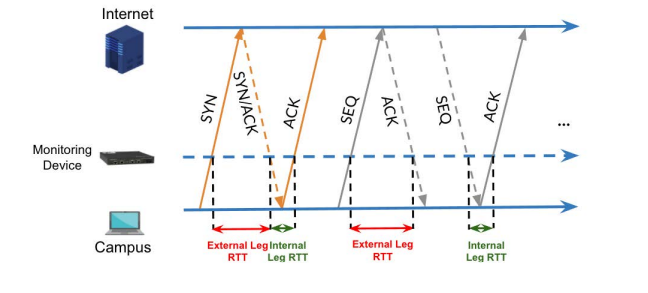 Internet
SYN
SYN/ACK
ACK
SEQ
ACK
SEQ
ACK
...
Monitoring
Device
Campus
External Leg
RTT
Internal
Leg RTT
External Leg
RTT
Internal
Leg RTT